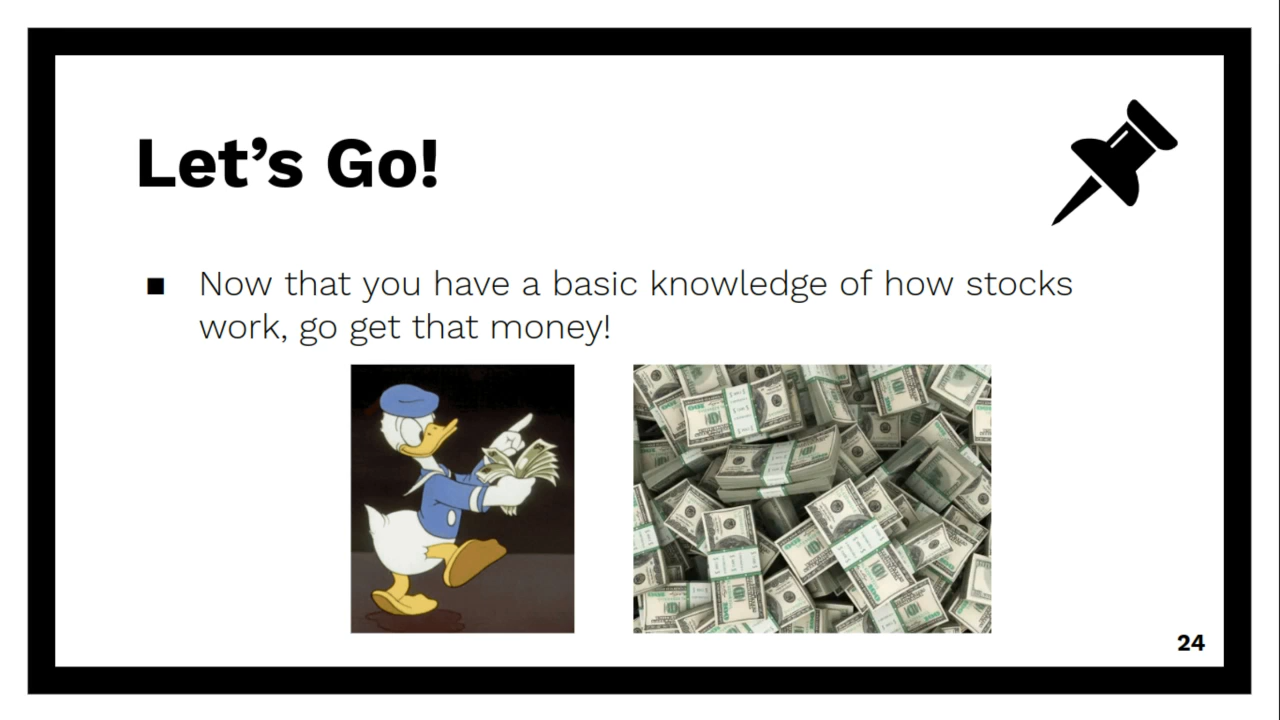 Let’s Go!
■ Now that you have a basic knowledge of how stocks
work, go get that money!
24